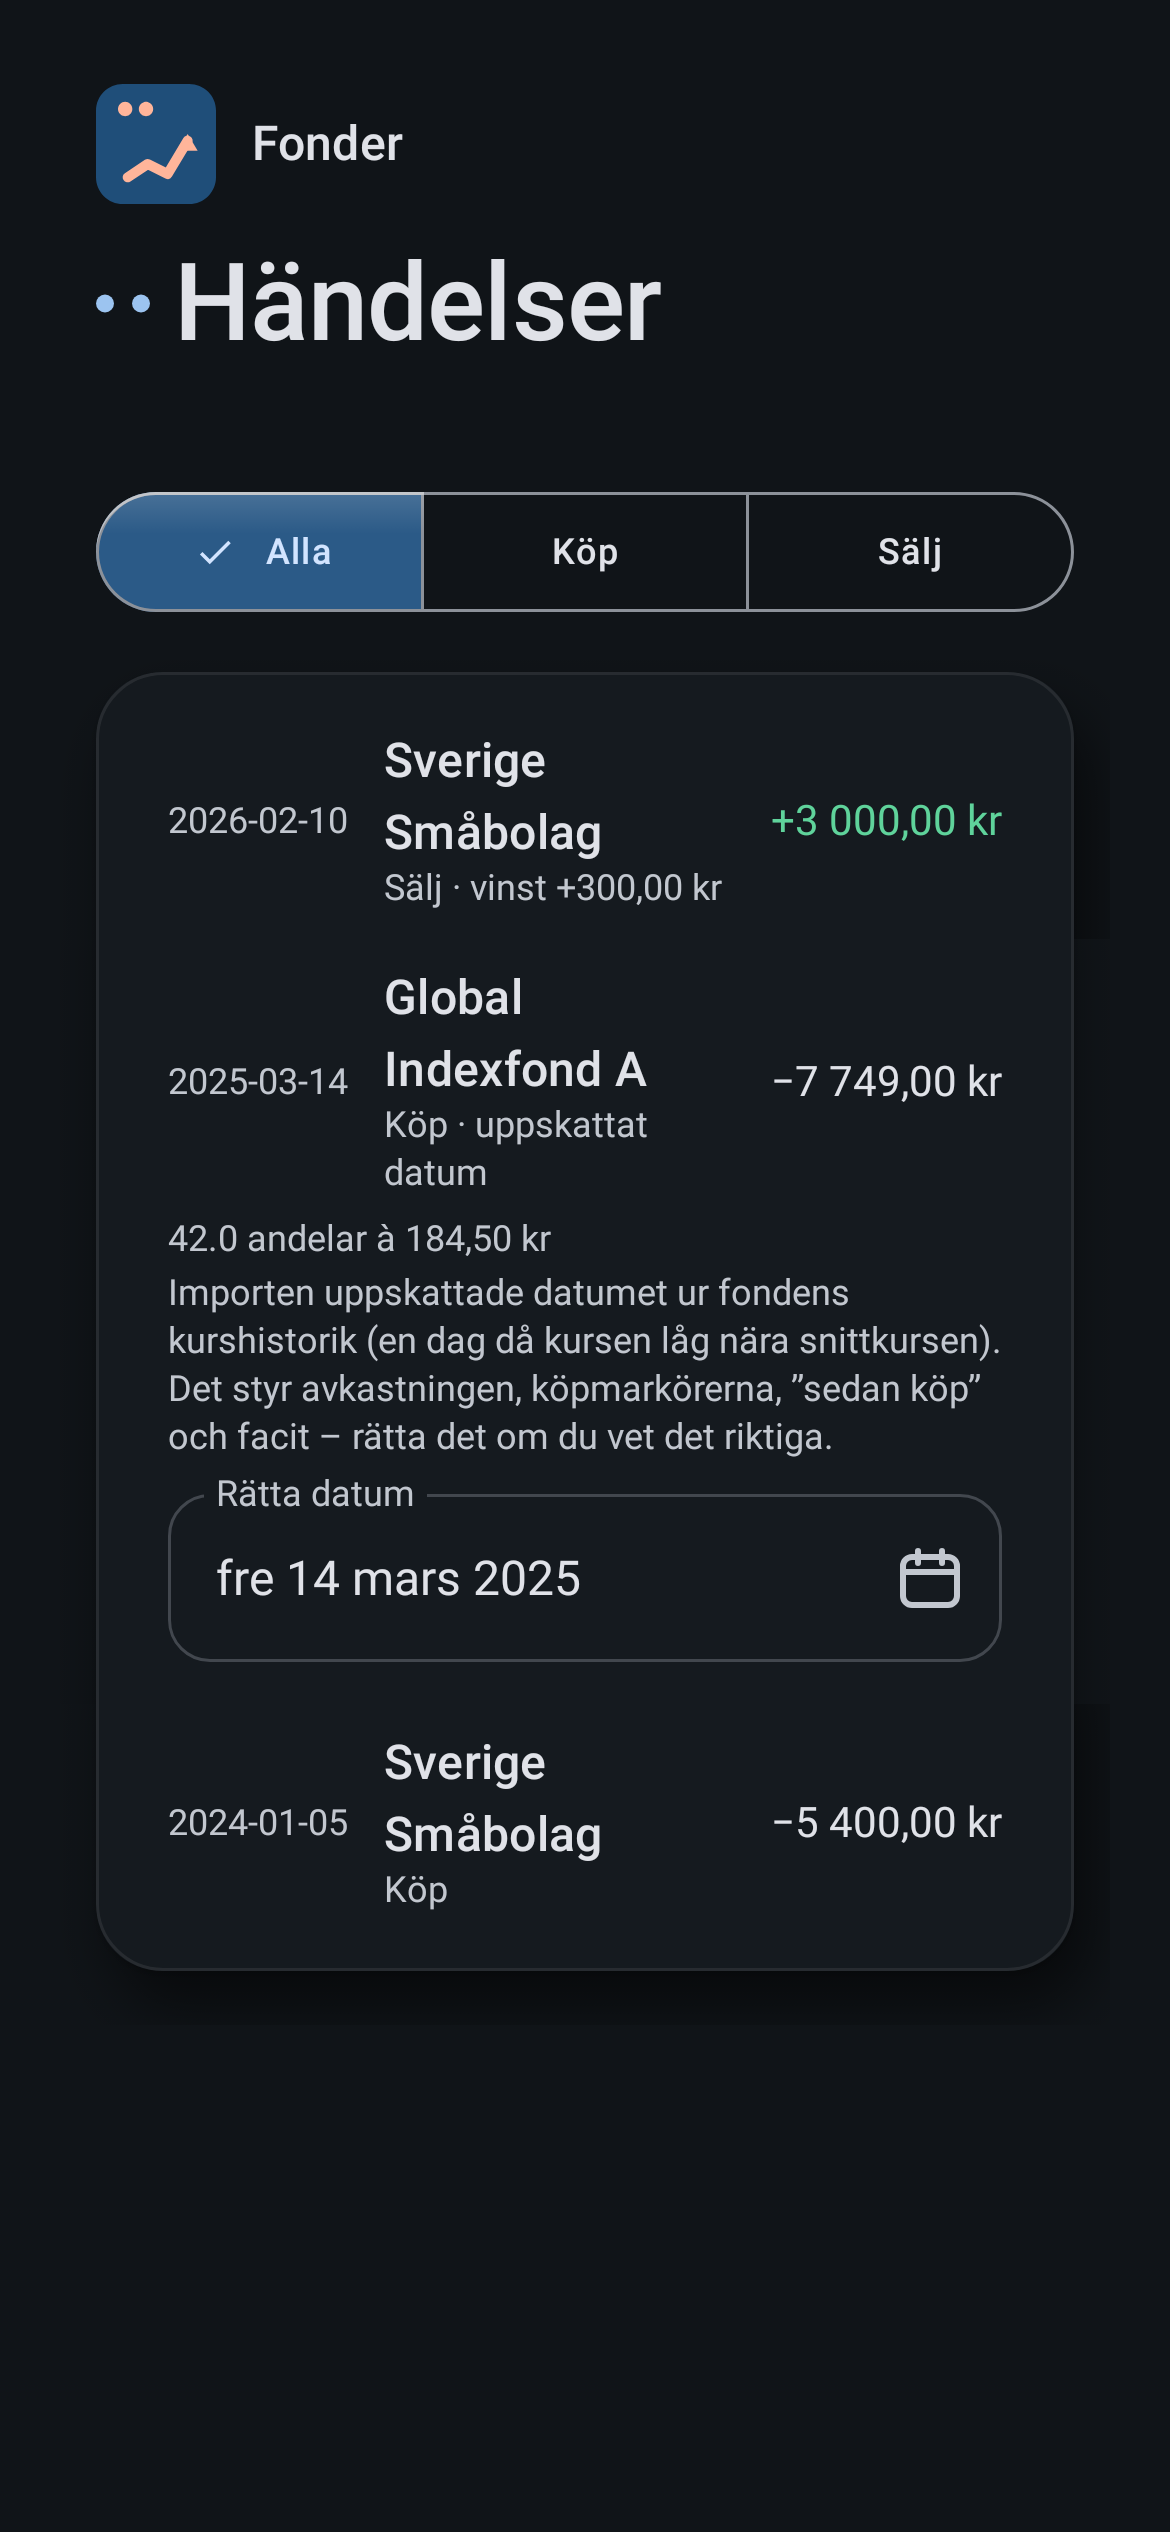 Fonder
Händelser
Alla
Köp
Sälj
2026-02-10
Sverige
Småbolag
Sälj · vinst +300,00 kr
+3 000,00 kr
2025-03-14
Global
Indexfond A
Köp · uppskattat
datum
−7 749,00 kr
42.0 andelar à 184,50 kr
Importen uppskattade datumet ur fondens
kurshistorik (en dag då kursen låg nära snittkursen).
Det styr avkastningen, köpmarkörerna, ”sedan köp”
och facit – rätta det om du vet det riktiga.
Rätta datum
fre 14 mars 2025
2024-01-05
Sverige
Småbolag
Köp
−5 400,00 kr